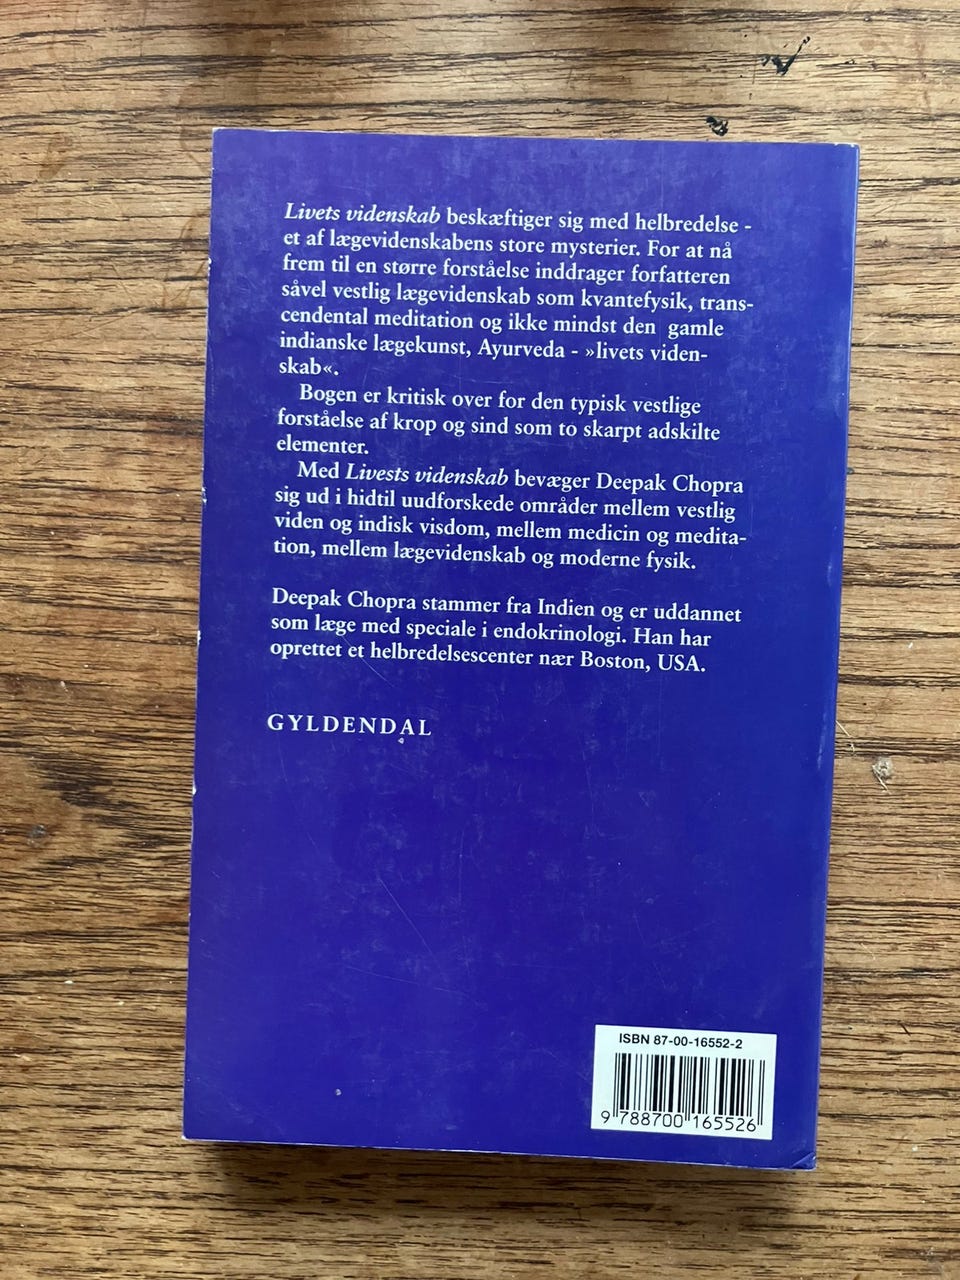 Livets videnskab beskæftiger sig med helbredelse -
et af lægevidenskabens store mysterier. For at nå
frem til en større forståelse inddrager forfatteren
såvel vestlig lægevidenskab som kvantefysik, trans-
cendental meditation og ikke mindst den gamle
indianske lægekunst, Ayurveda - »livets viden-
skab«.
Bogen er kritisk over for den typisk vestlige
forståelse af krop og sind som to skarpt adskilte
elementer.
Med Livests videnskab bevæger Deepak Chopra
sig ud i hidtil uudforskede områder mellem vestlig
viden og indisk visdom, mellem medicin og medita-
tion, mellem lægevidenskab og moderne fysik.
Deepak Chopra stammer fra Indien og er uddannet
som læge med speciale i endokrinologi. Han har
oprettet et helbredelsescenter nær Boston, USA.
GYLDENDAL
ISBN 87-00-16552-2
9 788700 165526